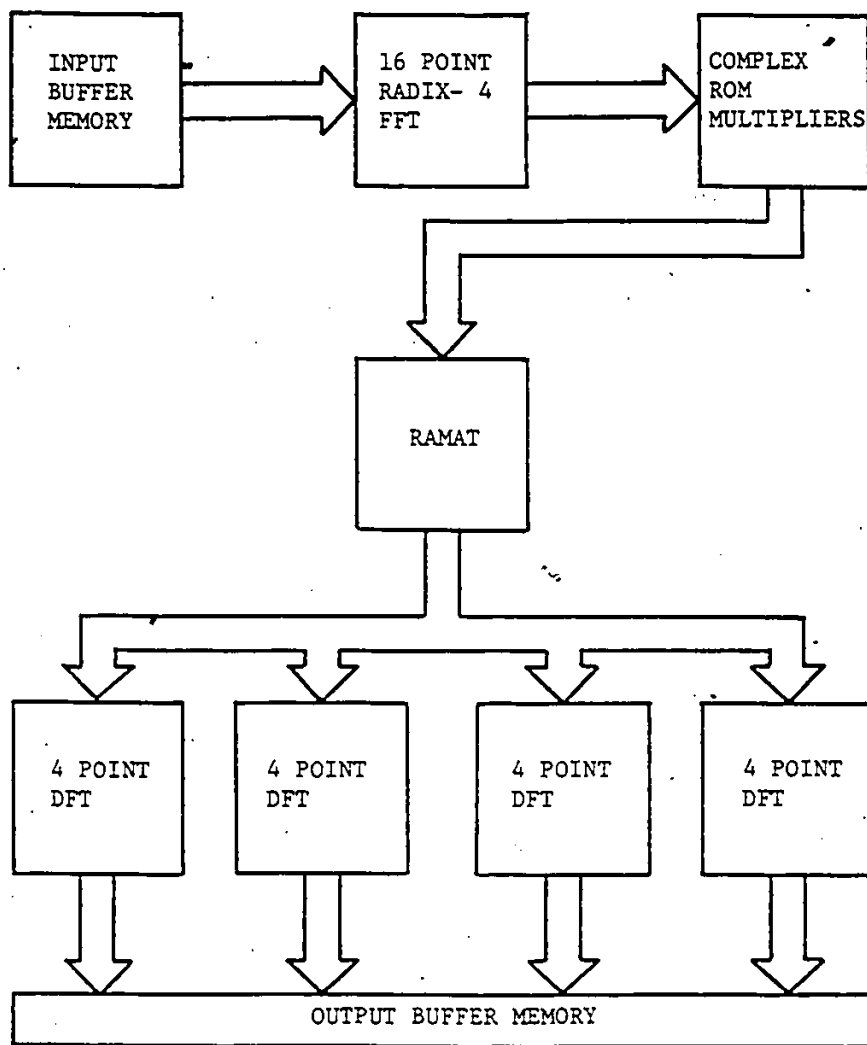 INPUT
BUFFER
MEMORY
16 POINT
RADIX- 4
FFT
COMPLEX
ROM
MULTIPLIERS
RAMAT
4 POINT
DFT
4 POINT
DFT
4 POINT
DFT
4 POINT
DFT
OUTPUT BUFFER MEMORY